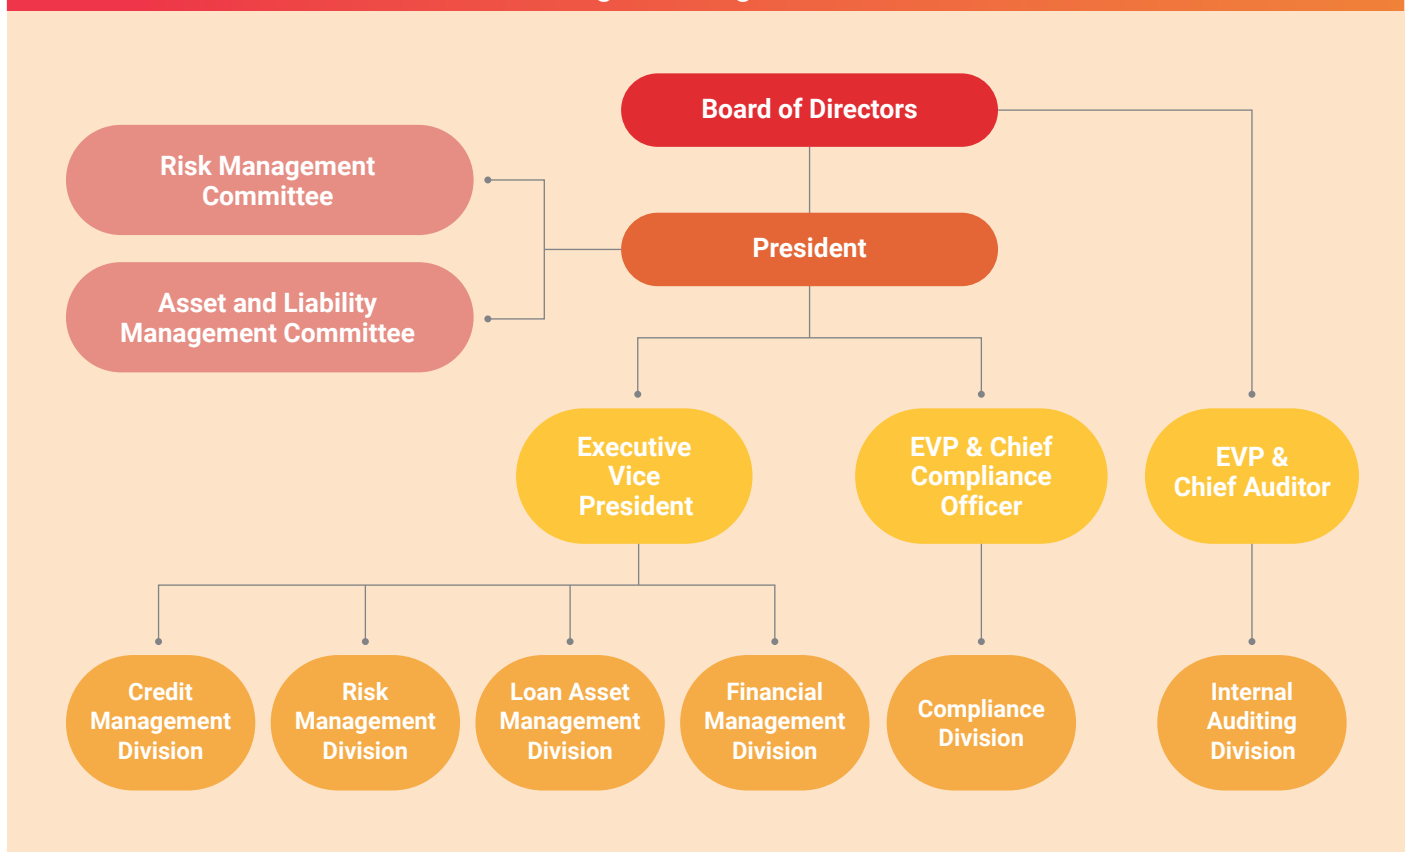 Board of Directors
Risk Management
Committee
President
Asset and Liability
Management Committee
Executive
Vice
President
EVP & Chief
Compliance
Officer
EVP &
Chief Auditor
Credit
Management
Division
Risk
Management
Division
Loan Asset
Management
Division
Financial
Management
Division
Compliance
Division
Internal
Auditing
Division